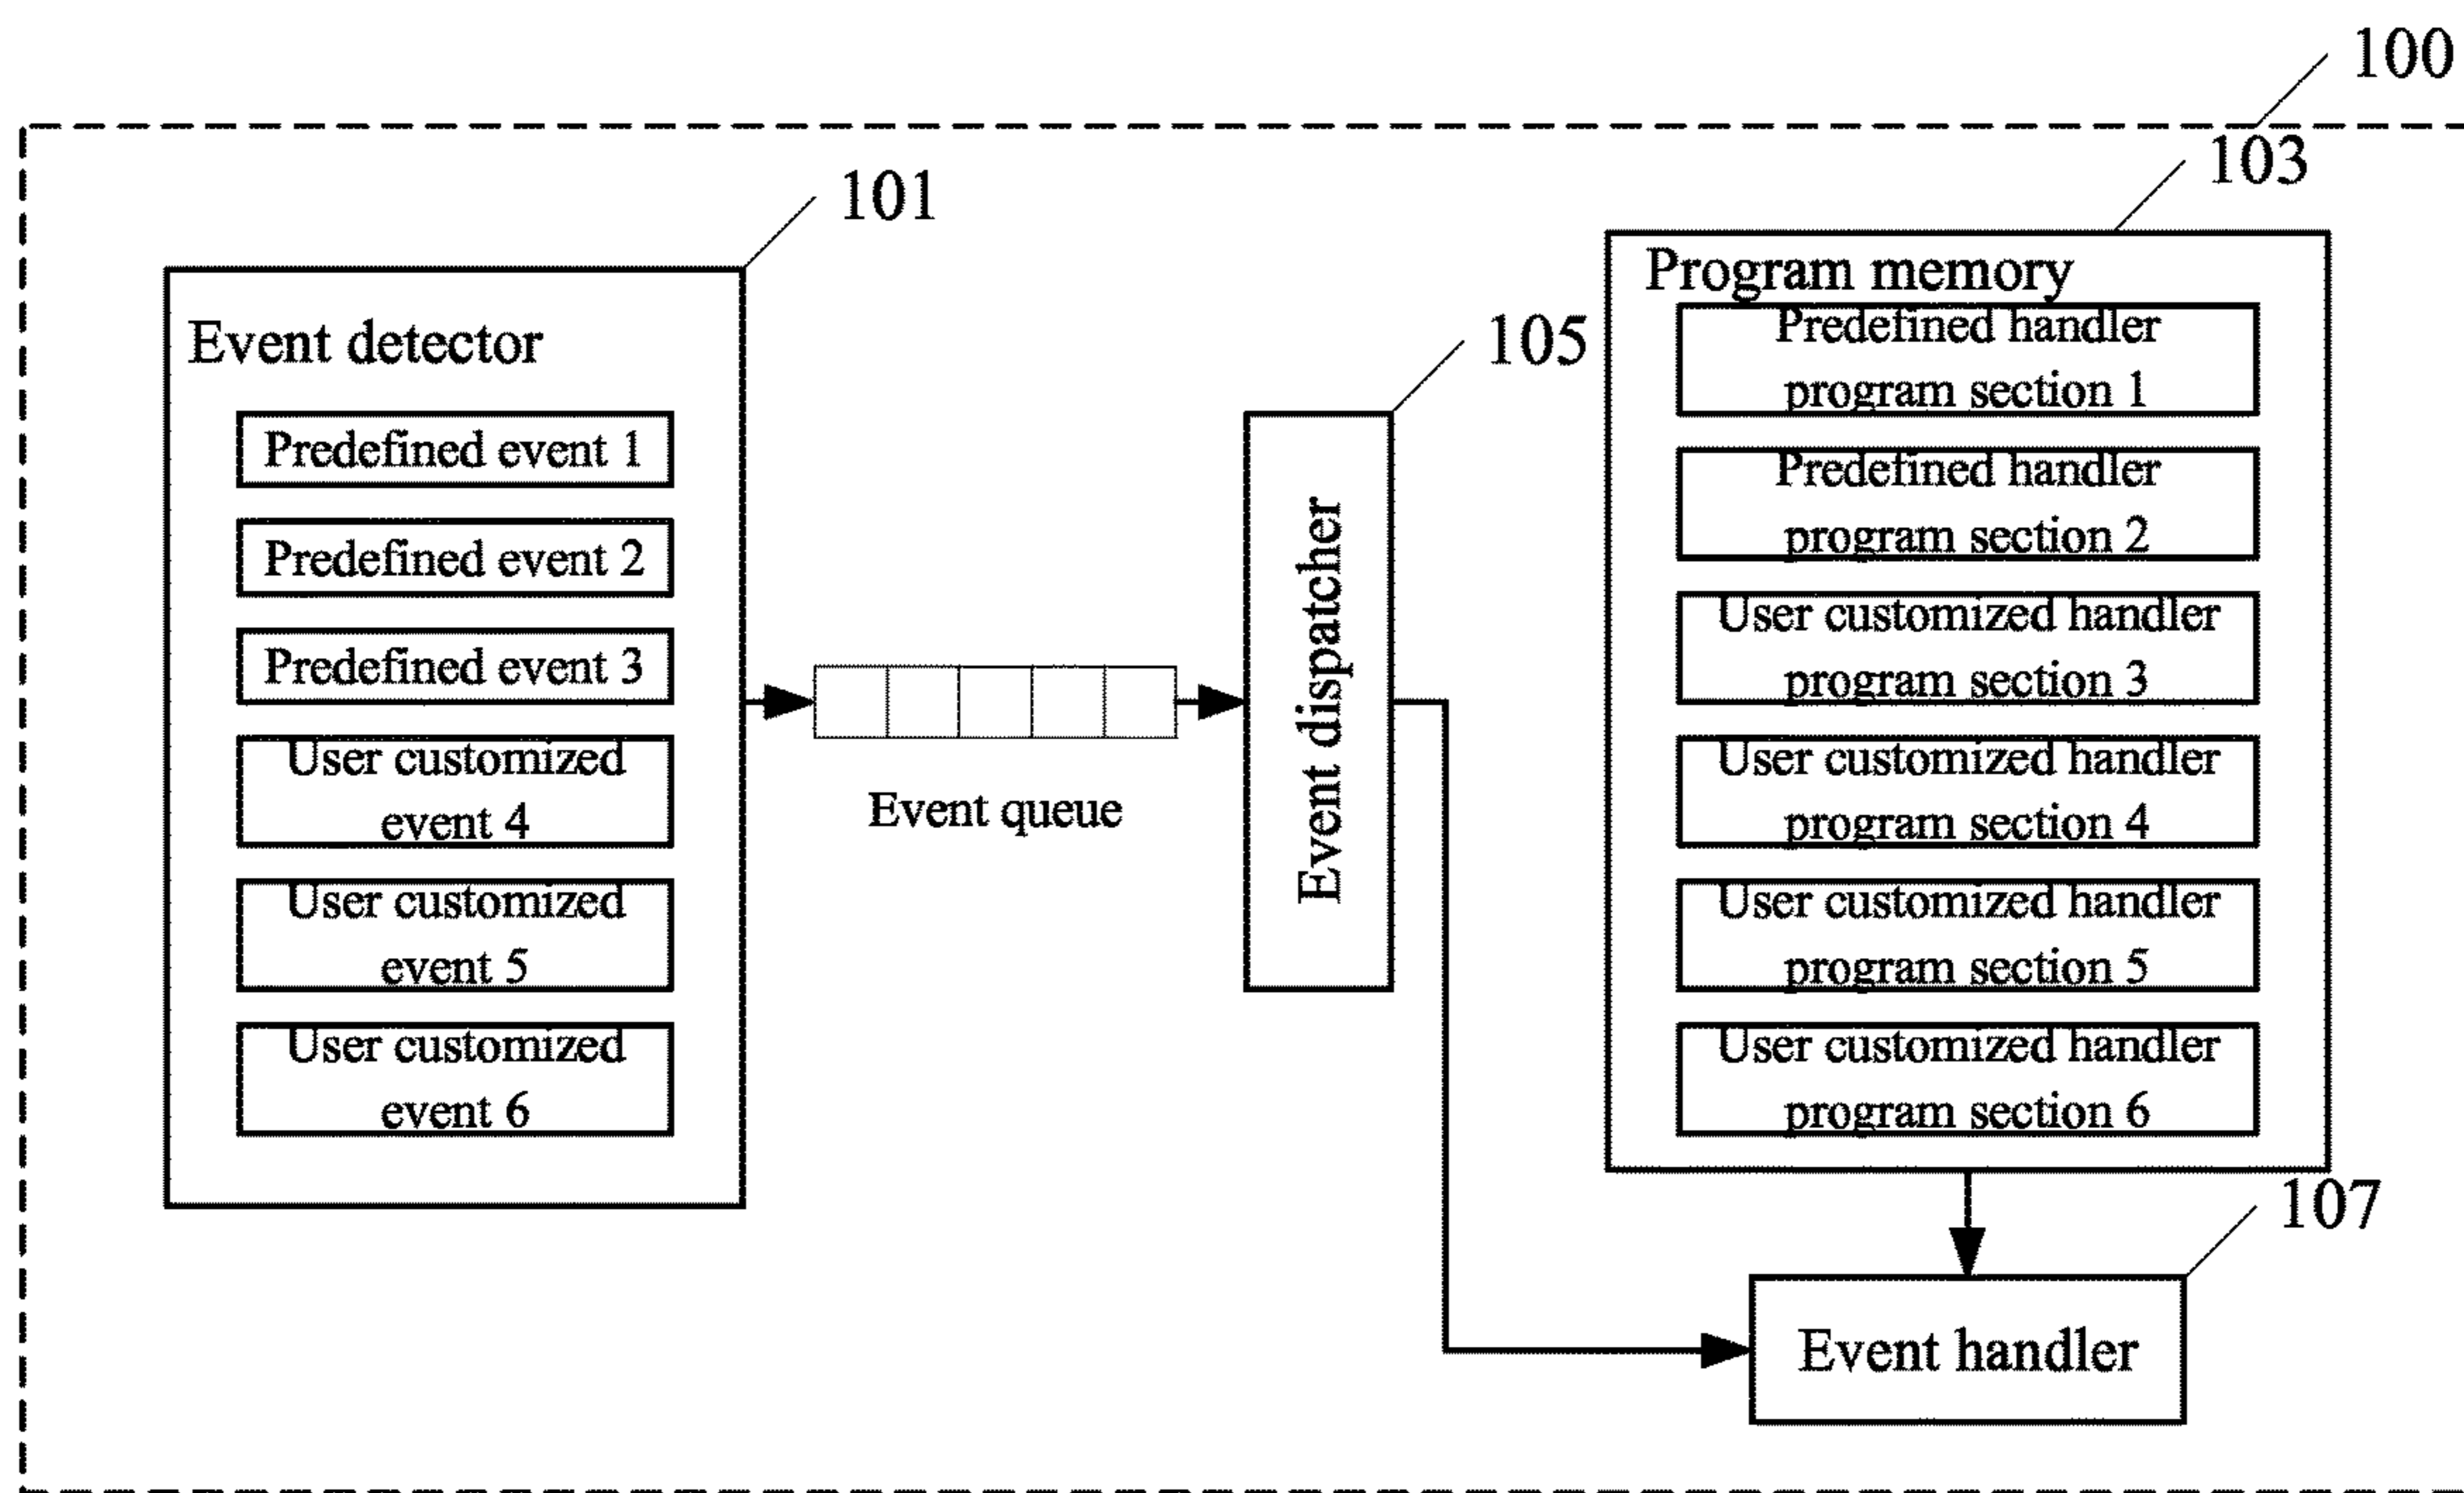 100
103
101
Program memory
Predefined handler
program section 1
Event detector
105
Predefined event 1
Predefined handler
program section 2
Predefined event 2
User customized handler
program section 3
Predefined event 3
Event dispatcher
User customized
event 4
User customized handler
program section 4
Event queue
User customized
event 5
User customized handler
program section 5
User customized
event 6
User customized handler
program section 6
107
Event handler